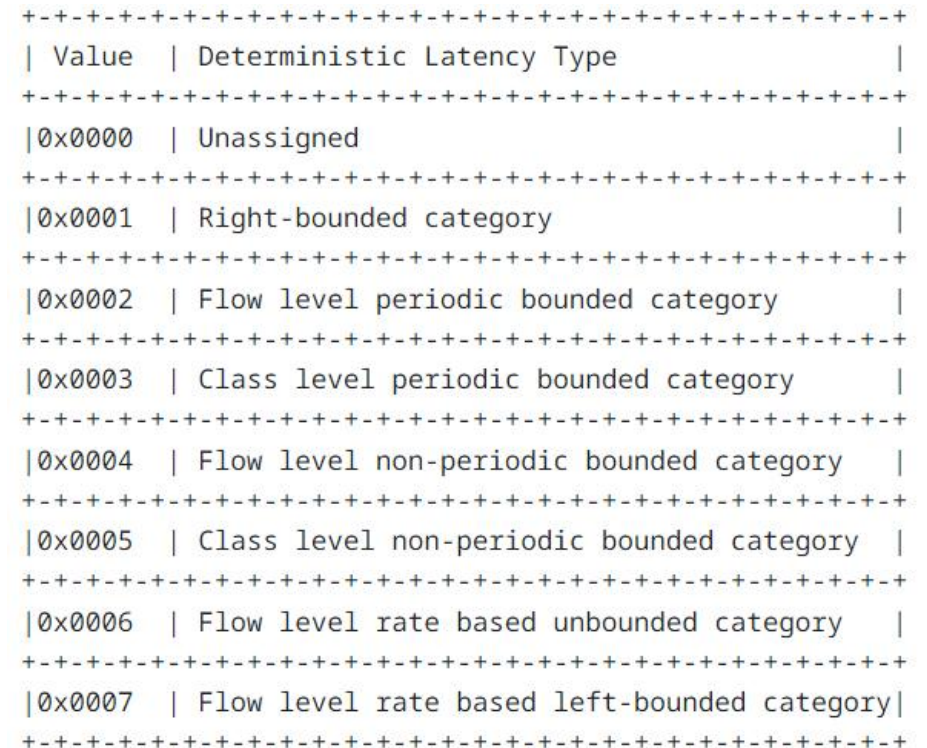 +-+-+-+-+-+-+-+-+-+-+-+-+-+-+-+-+-+-+-+-+-+-+-+-+-+-+-+
| Value  | Deterministic Latency Type                 |
+-+-+-+-+-+-+-+-+-+-+-+-+-+-+-+-+-+-+-+-+-+-+-+-+-+-+-+
|0x0000  | Unassigned                                 |
+-+-+-+-+-+-+-+-+-+-+-+-+-+-+-+-+-+-+-+-+-+-+-+-+-+-+-+
|0x0001  | Right-bounded category                     |
+-+-+-+-+-+-+-+-+-+-+-+-+-+-+-+-+-+-+-+-+-+-+-+-+-+-+-+
|0x0002  | Flow level periodic bounded category       |
+-+-+-+-+-+-+-+-+-+-+-+-+-+-+-+-+-+-+-+-+-+-+-+-+-+-+-+
|0x0003  | Class level periodic bounded category      |
+-+-+-+-+-+-+-+-+-+-+-+-+-+-+-+-+-+-+-+-+-+-+-+-+-+-+-+
|0x0004  | Flow level non-periodic bounded category   |
+-+-+-+-+-+-+-+-+-+-+-+-+-+-+-+-+-+-+-+-+-+-+-+-+-+-+-+
|0x0005  | Class level non-periodic bounded category  |
+-+-+-+-+-+-+-+-+-+-+-+-+-+-+-+-+-+-+-+-+-+-+-+-+-+-+-+
|0x0006  | Flow level rate based unbounded category   |
+-+-+-+-+-+-+-+-+-+-+-+-+-+-+-+-+-+-+-+-+-+-+-+-+-+-+-+
|0x0007  | Flow level rate based left-bounded category|
+-+-+-+-+-+-+-+-+-+-+-+-+-+-+-+-+-+-+-+-+-+-+-+-+-+-+-+